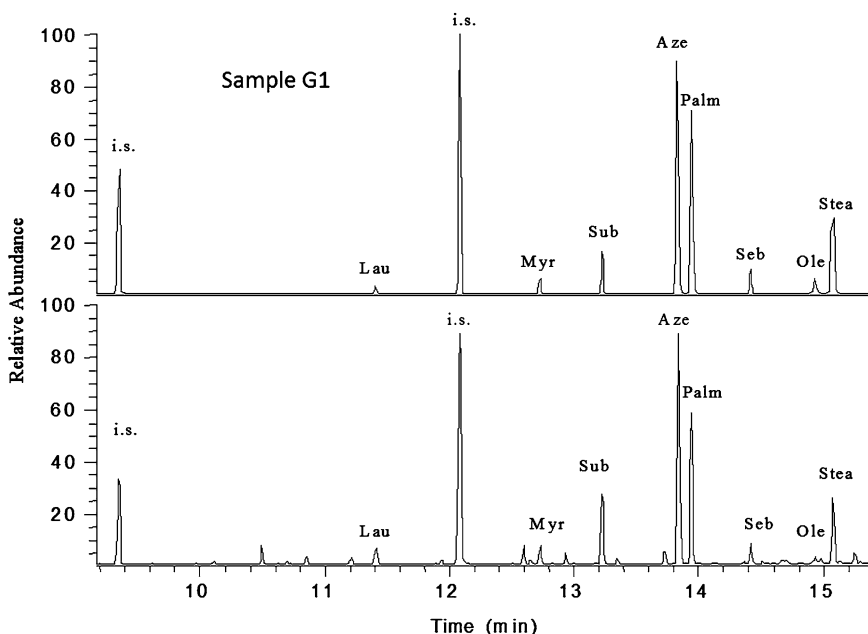 i.s.
100
Aze
Sample G1
80
Palm
60
i.s.
40
Stea
Sub
20
Lau
Myr
Seb
Ole
Relative Abundance
100
i.s.
Aze
80
Palm
60
i.s.
40
Sub
Stea
20
Lau
Myr
Seb
Ole
10
11
12
13
14
15
Time (min)